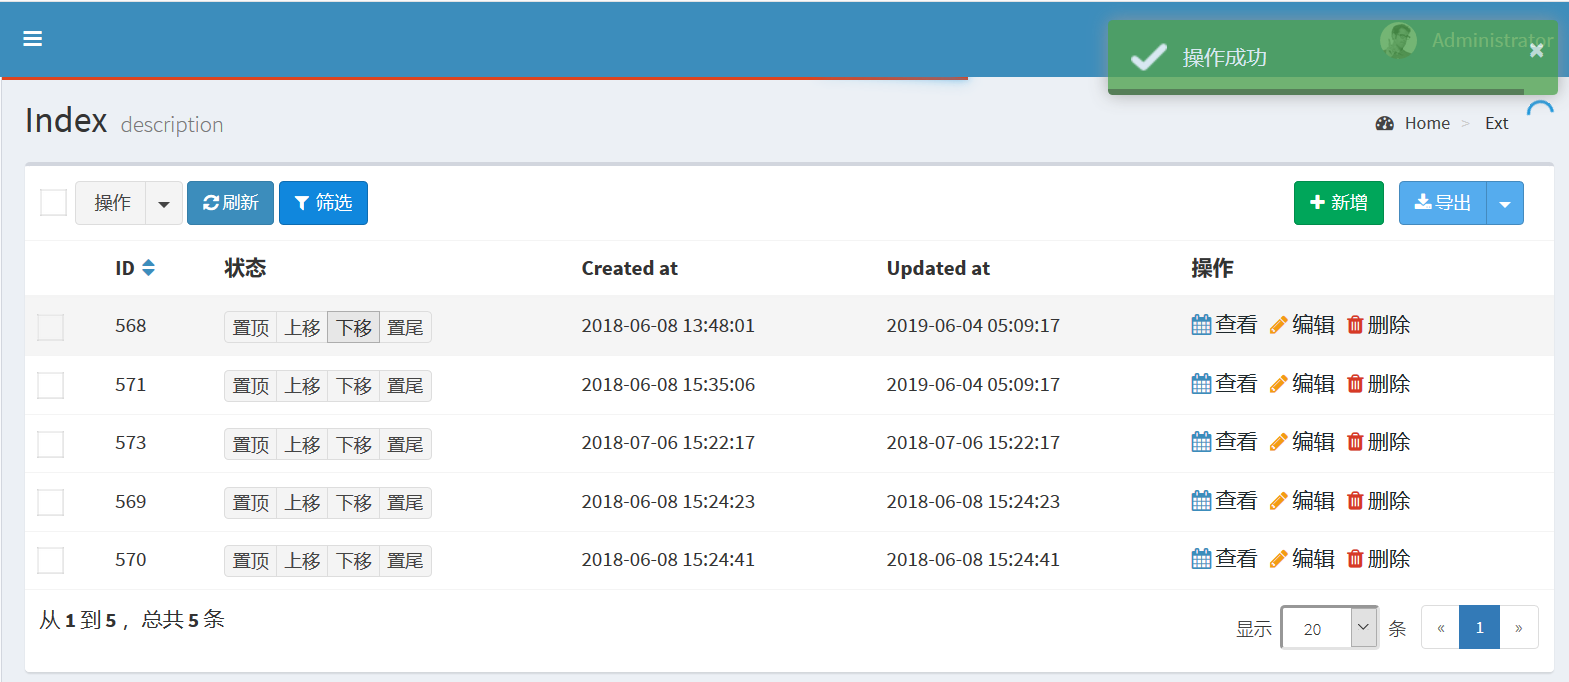 Administrator
操作成功
Index description
Home > Ext
操作 刷新 筛选 新增 导出
ID 状态 Created at Updated at 操作
568 置顶 上移 下移 置尾 2018-06-08 13:48:01 2019-06-04 05:09:17 查看 编辑 删除
571 置顶 上移 下移 置尾 2018-06-08 15:35:06 2019-06-04 05:09:17 查看 编辑 删除
573 置顶 上移 下移 置尾 2018-07-06 15:22:17 2018-07-06 15:22:17 查看 编辑 删除
569 置顶 上移 下移 置尾 2018-06-08 15:24:23 2018-06-08 15:24:23 查看 编辑 删除
570 置顶 上移 下移 置尾 2018-06-08 15:24:41 2018-06-08 15:24:41 查看 编辑 删除
从 1 到 5 ，总共 5 条
显示 20 条 « 1 »